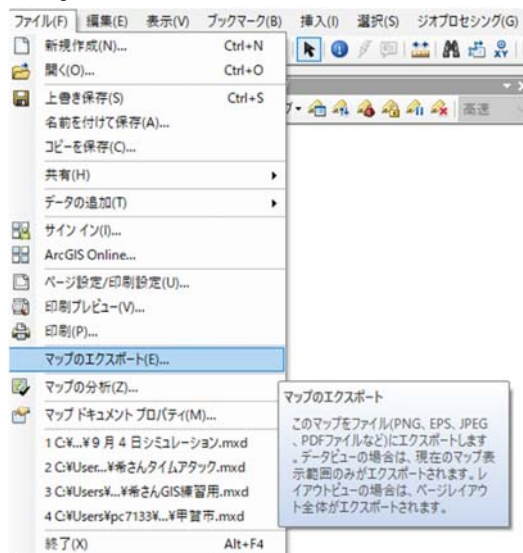 ファイル(F) 編集(E) 表示(V) ブックマーク(B) 挿入(I) 選択(S) ジオプロセシング(G)
新規作成(N)... Ctrl+N
開く(O)... Ctrl+O
上書き保存(S) Ctrl+S
名前を付けて保存(A)...
コピーを保存(C)...
共有(H)
データの追加(T)
サイン イン(I)...
ArcGIS Online...
ページ設定/印刷設定(U)...
印刷プレビュー(V)...
印刷(P)...
マップのエクスポート(E)...
マップの分析(Z)...
マップ ドキュメント プロパティ(M)...
1 C:¥...¥9月4日シミュレーション.mxd
2 C:¥User...¥希さんタイムアタック.mxd
3 C:¥Users¥...¥希さんGIS練習用.mxd
4 C:¥Users¥pc7133¥...¥甲賀市.mxd
終了(X) Alt+F4
高速
マップのエクスポート
このマップをファイル(PNG、EPS、JPEG
、PDFファイルなど)にエクスポートします
。データビューの場合は、現在のマップ表
示範囲のみがエクスポートされます。レ
イアウトビューの場合は、ページレイアウ
ト全体がエクスポートされます。